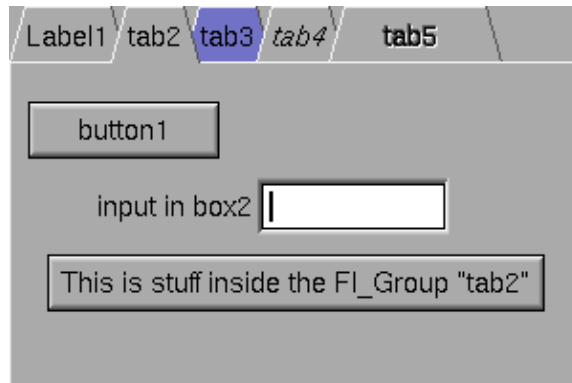 Label1 tab2 tab3 tab4 tab5
button1
input in box2
This is stuff inside the Fl_Group "tab2"